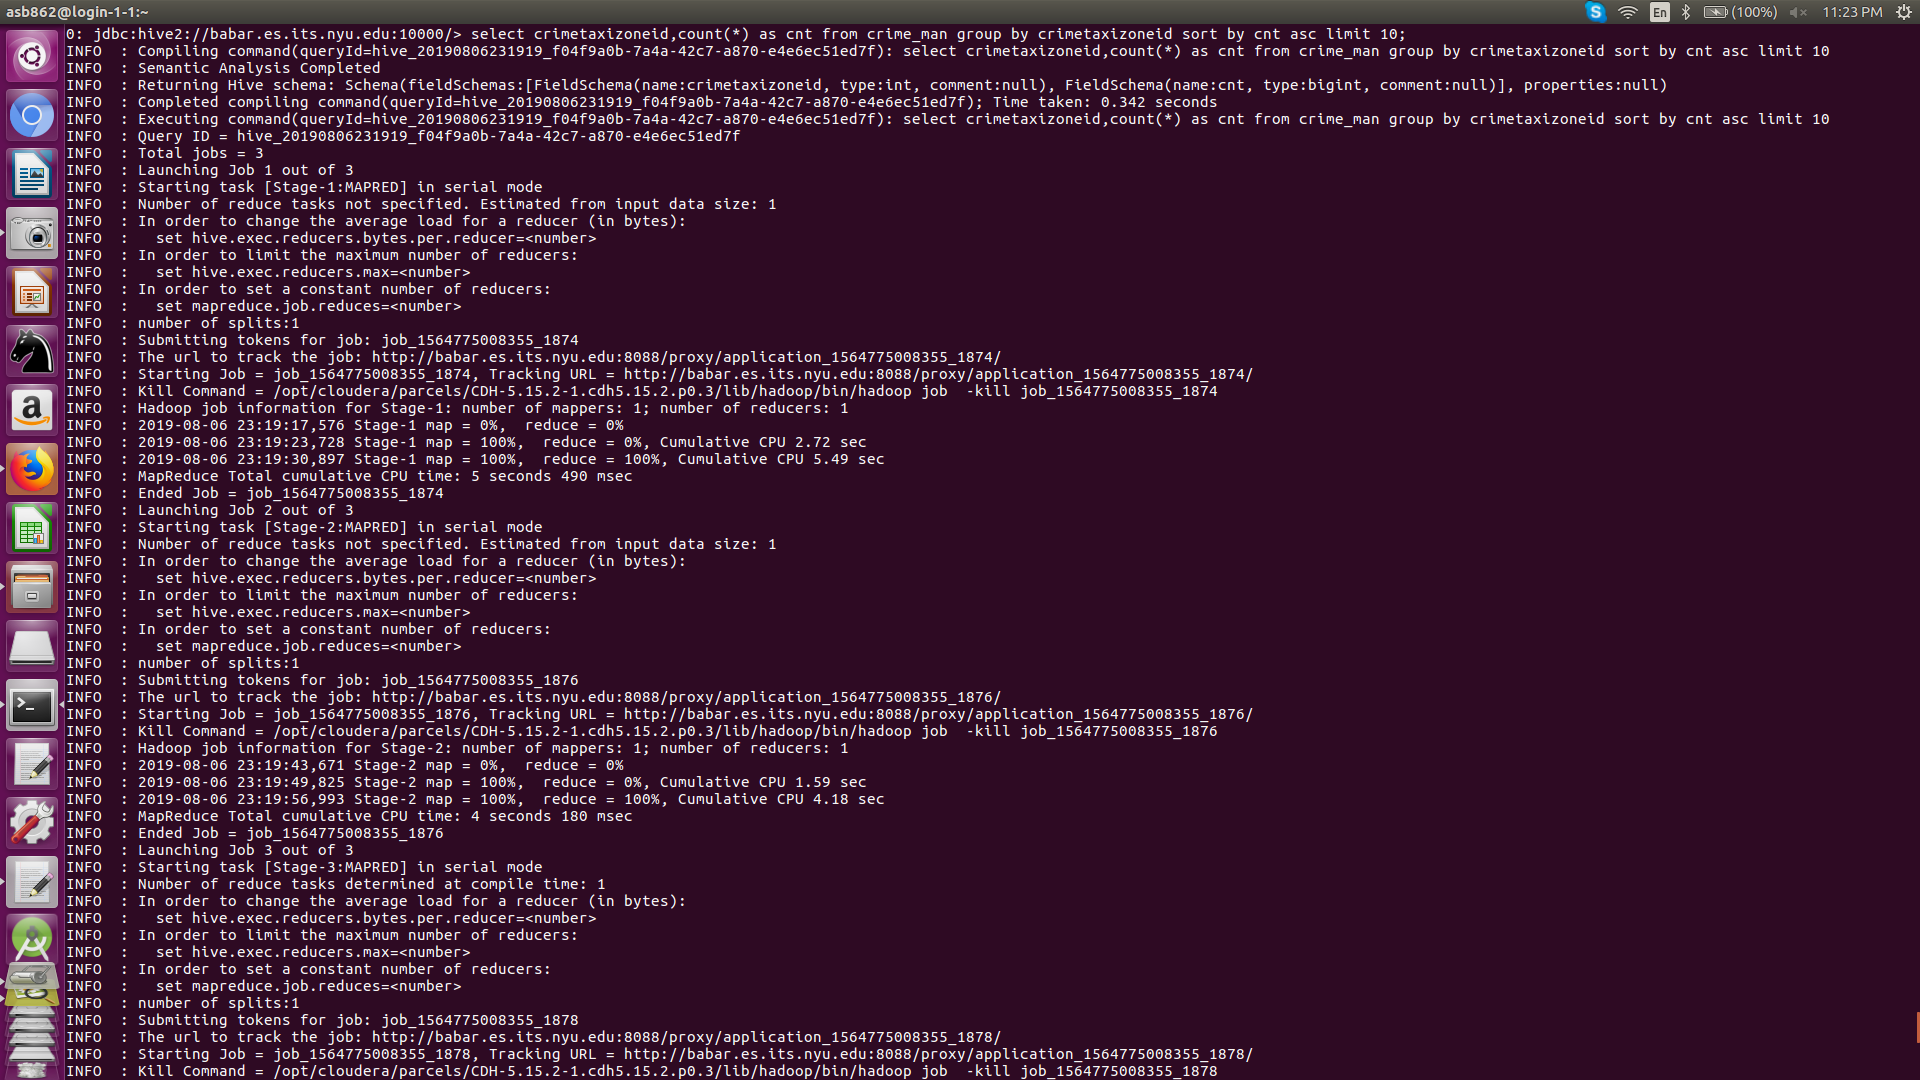 asb862@login-1-1:~
En
(100%)
11:23 PM
0: jdbc:hive2://babar.es.its.nyu.edu:10000/> select crimetaxizoneid,count(*) as cnt from crime_man group by crimetaxizoneid sort by cnt asc limit 10;
INFO  : Compiling command(queryId=hive_20190806231919_f04f9a0b-7a4a-42c7-a870-e4e6ec51ed7f): select crimetaxizoneid,count(*) as cnt from crime_man group by crimetaxizoneid sort by cnt asc limit 10
INFO  : Semantic Analysis Completed
INFO  : Returning Hive schema: Schema(fieldSchemas:[FieldSchema(name:crimetaxizoneid, type:int, comment:null), FieldSchema(name:cnt, type:bigint, comment:null)], properties:null)
INFO  : Completed compiling command(queryId=hive_20190806231919_f04f9a0b-7a4a-42c7-a870-e4e6ec51ed7f); Time taken: 0.342 seconds
INFO  : Executing command(queryId=hive_20190806231919_f04f9a0b-7a4a-42c7-a870-e4e6ec51ed7f): select crimetaxizoneid,count(*) as cnt from crime_man group by crimetaxizoneid sort by cnt asc limit 10
INFO  : Query ID = hive_20190806231919_f04f9a0b-7a4a-42c7-a870-e4e6ec51ed7f
INFO  : Total jobs = 3
INFO  : Launching Job 1 out of 3
INFO  : Starting task [Stage-1:MAPRED] in serial mode
INFO  : Number of reduce tasks not specified. Estimated from input data size: 1
INFO  : In order to change the average load for a reducer (in bytes):
INFO  :   set hive.exec.reducers.bytes.per.reducer=<number>
INFO  : In order to limit the maximum number of reducers:
INFO  :   set hive.exec.reducers.max=<number>
INFO  : In order to set a constant number of reducers:
INFO  :   set mapreduce.job.reduces=<number>
INFO  : number of splits:1
INFO  : Submitting tokens for job: job_1564775008355_1874
INFO  : The url to track the job: http://babar.es.its.nyu.edu:8088/proxy/application_1564775008355_1874/
INFO  : Starting Job = job_1564775008355_1874, Tracking URL = http://babar.es.its.nyu.edu:8088/proxy/application_1564775008355_1874/
INFO  : Kill Command = /opt/cloudera/parcels/CDH-5.15.2-1.cdh5.15.2.p0.3/lib/hadoop/bin/hadoop job  -kill job_1564775008355_1874
INFO  : Hadoop job information for Stage-1: number of mappers: 1; number of reducers: 1
INFO  : 2019-08-06 23:19:17,576 Stage-1 map = 0%,  reduce = 0%
INFO  : 2019-08-06 23:19:23,728 Stage-1 map = 100%,  reduce = 0%, Cumulative CPU 2.72 sec
INFO  : 2019-08-06 23:19:30,897 Stage-1 map = 100%,  reduce = 100%, Cumulative CPU 5.49 sec
INFO  : MapReduce Total cumulative CPU time: 5 seconds 490 msec
INFO  : Ended Job = job_1564775008355_1874
INFO  : Launching Job 2 out of 3
INFO  : Starting task [Stage-2:MAPRED] in serial mode
INFO  : Number of reduce tasks not specified. Estimated from input data size: 1
INFO  : In order to change the average load for a reducer (in bytes):
INFO  :   set hive.exec.reducers.bytes.per.reducer=<number>
INFO  : In order to limit the maximum number of reducers:
INFO  :   set hive.exec.reducers.max=<number>
INFO  : In order to set a constant number of reducers:
INFO  :   set mapreduce.job.reduces=<number>
INFO  : number of splits:1
INFO  : Submitting tokens for job: job_1564775008355_1876
INFO  : The url to track the job: http://babar.es.its.nyu.edu:8088/proxy/application_1564775008355_1876/
INFO  : Starting Job = job_1564775008355_1876, Tracking URL = http://babar.es.its.nyu.edu:8088/proxy/application_1564775008355_1876/
INFO  : Kill Command = /opt/cloudera/parcels/CDH-5.15.2-1.cdh5.15.2.p0.3/lib/hadoop/bin/hadoop job  -kill job_1564775008355_1876
INFO  : Hadoop job information for Stage-2: number of mappers: 1; number of reducers: 1
INFO  : 2019-08-06 23:19:43,671 Stage-2 map = 0%,  reduce = 0%
INFO  : 2019-08-06 23:19:49,825 Stage-2 map = 100%,  reduce = 0%, Cumulative CPU 1.59 sec
INFO  : 2019-08-06 23:19:56,993 Stage-2 map = 100%,  reduce = 100%, Cumulative CPU 4.18 sec
INFO  : MapReduce Total cumulative CPU time: 4 seconds 180 msec
INFO  : Ended Job = job_1564775008355_1876
INFO  : Launching Job 3 out of 3
INFO  : Starting task [Stage-3:MAPRED] in serial mode
INFO  : Number of reduce tasks determined at compile time: 1
INFO  : In order to change the average load for a reducer (in bytes):
INFO  :   set hive.exec.reducers.bytes.per.reducer=<number>
INFO  : In order to limit the maximum number of reducers:
INFO  :   set hive.exec.reducers.max=<number>
INFO  : In order to set a constant number of reducers:
INFO  :   set mapreduce.job.reduces=<number>
INFO  : number of splits:1
INFO  : Submitting tokens for job: job_1564775008355_1878
INFO  : The url to track the job: http://babar.es.its.nyu.edu:8088/proxy/application_1564775008355_1878/
INFO  : Starting Job = job_1564775008355_1878, Tracking URL = http://babar.es.its.nyu.edu:8088/proxy/application_1564775008355_1878/
INFO  : Kill Command = /opt/cloudera/parcels/CDH-5.15.2-1.cdh5.15.2.p0.3/lib/hadoop/bin/hadoop job  -kill job_1564775008355_1878